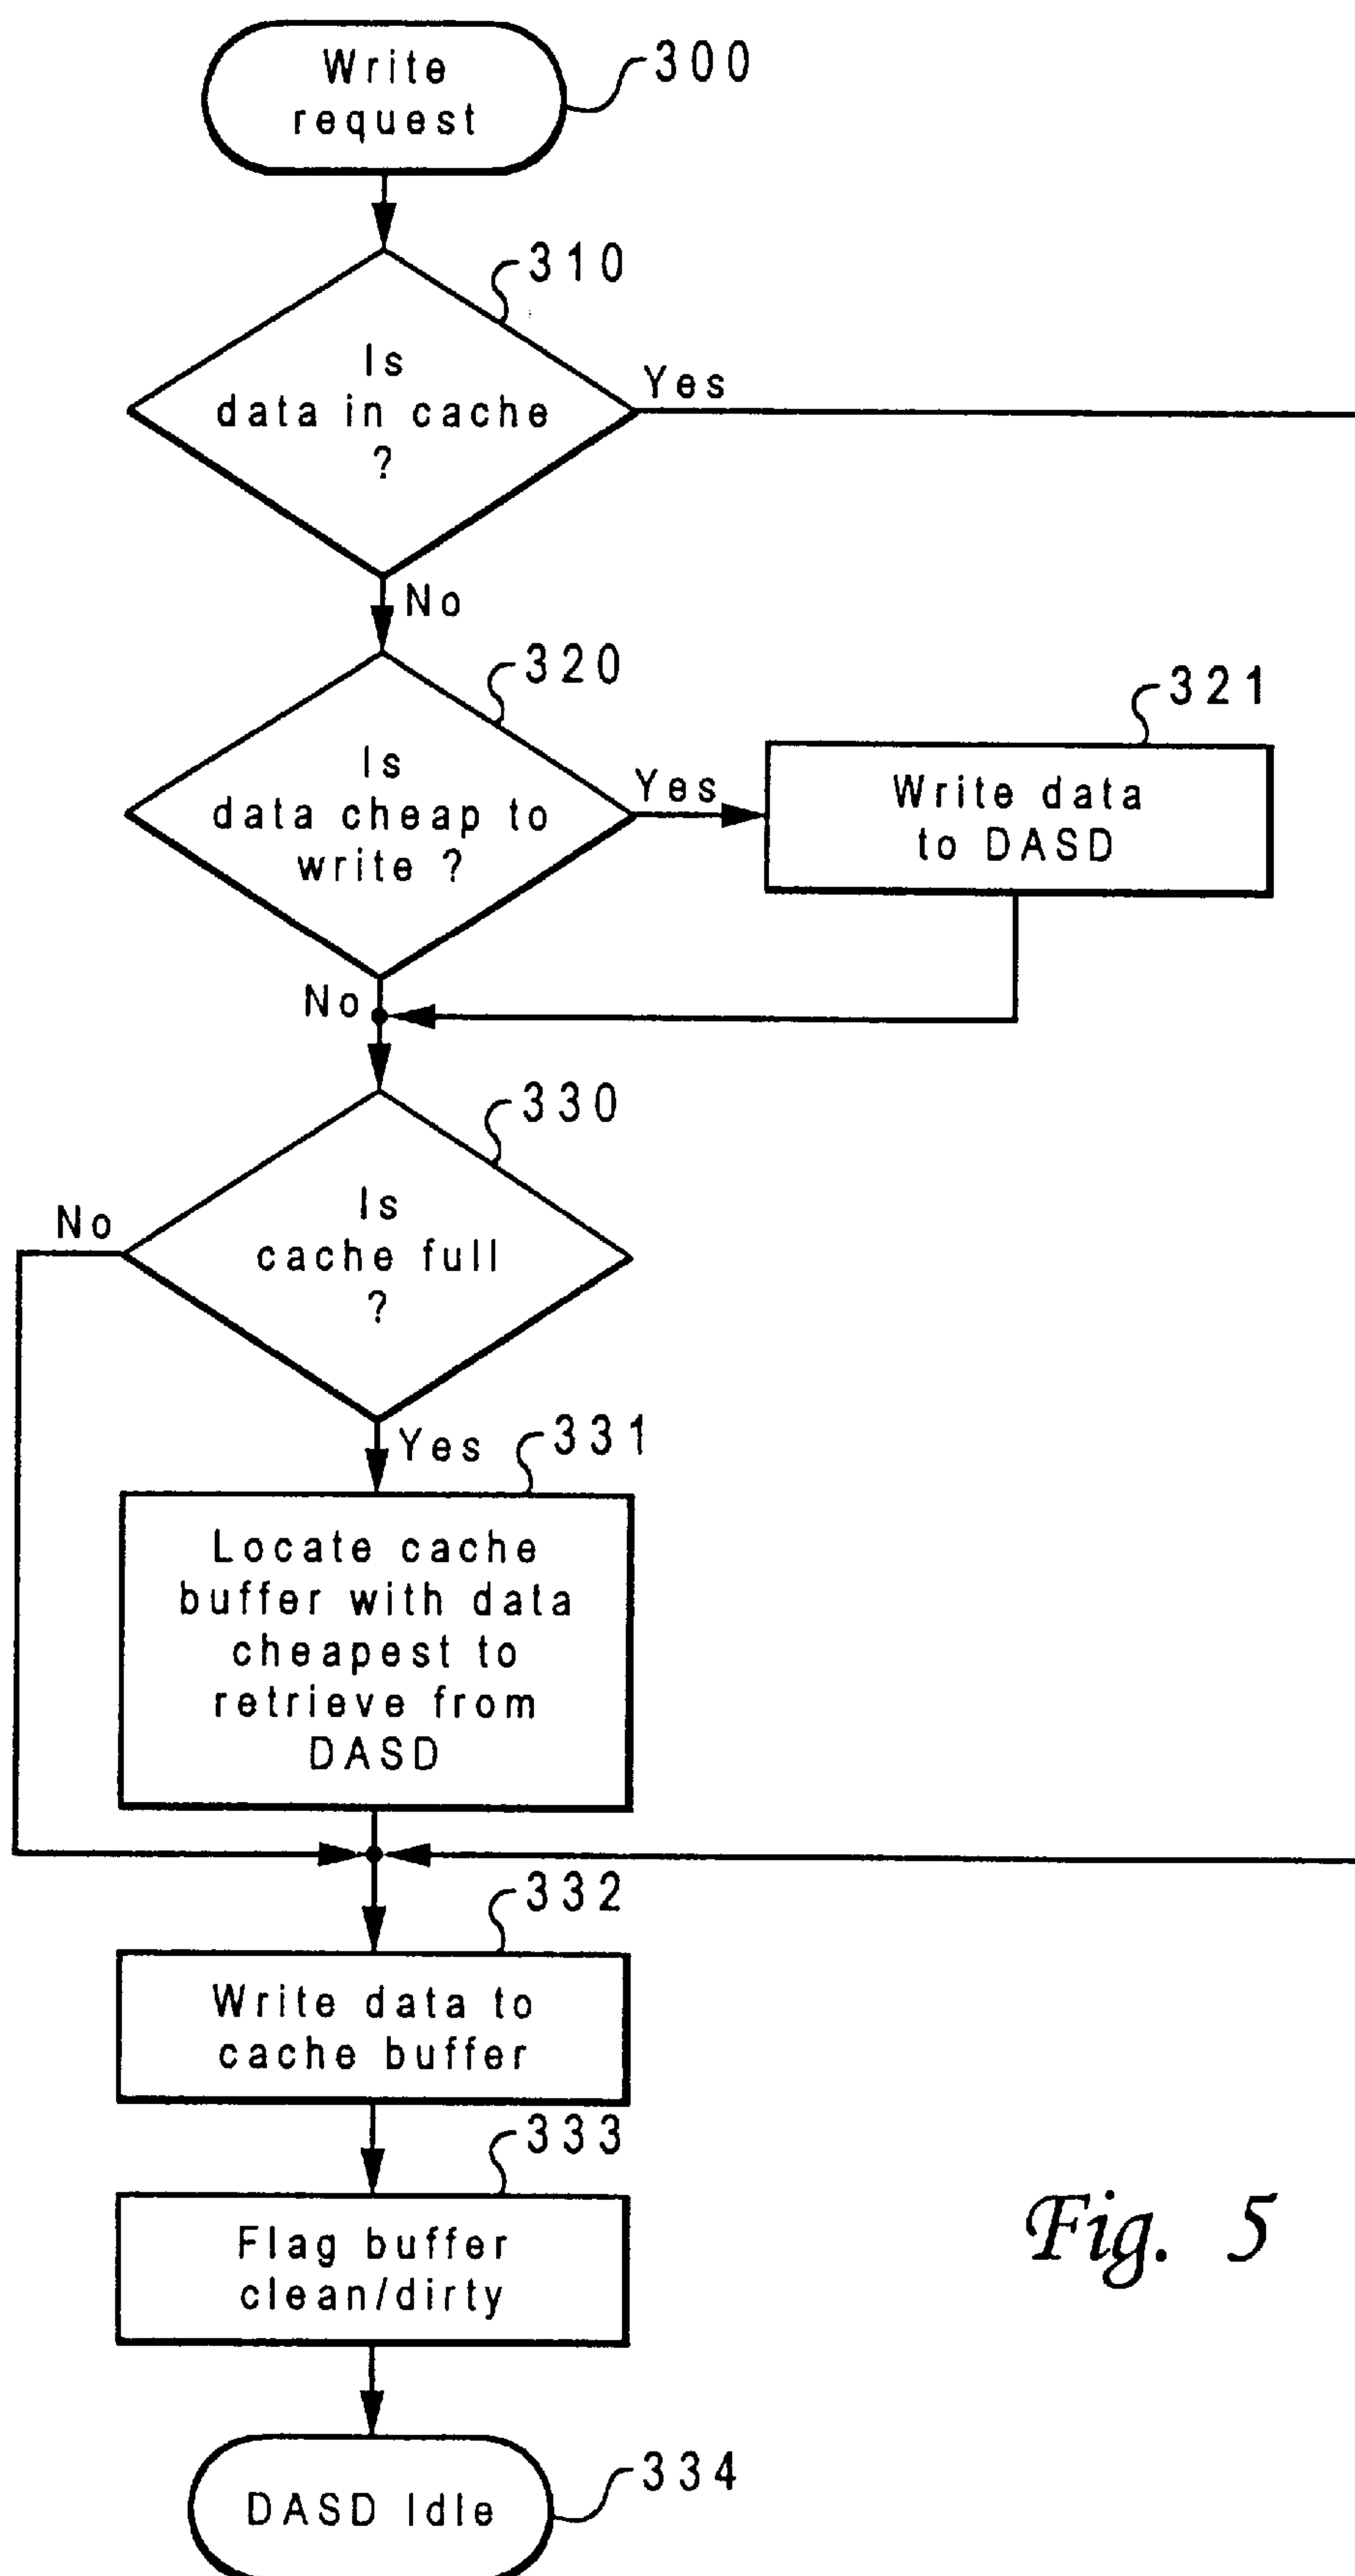 Write
request
300
310
Is
data in cache
?
Yes
No
320
Is
data cheap to
write ?
Yes
321
Write data
to DASD
No
330
Is
cache full
?
No
Yes
331
Locate cache
buffer with data
cheapest to
retrieve from
DASD
332
Write data to
cache buffer
333
Flag buffer
clean/dirty
Fig. 5
334
DASD Idle